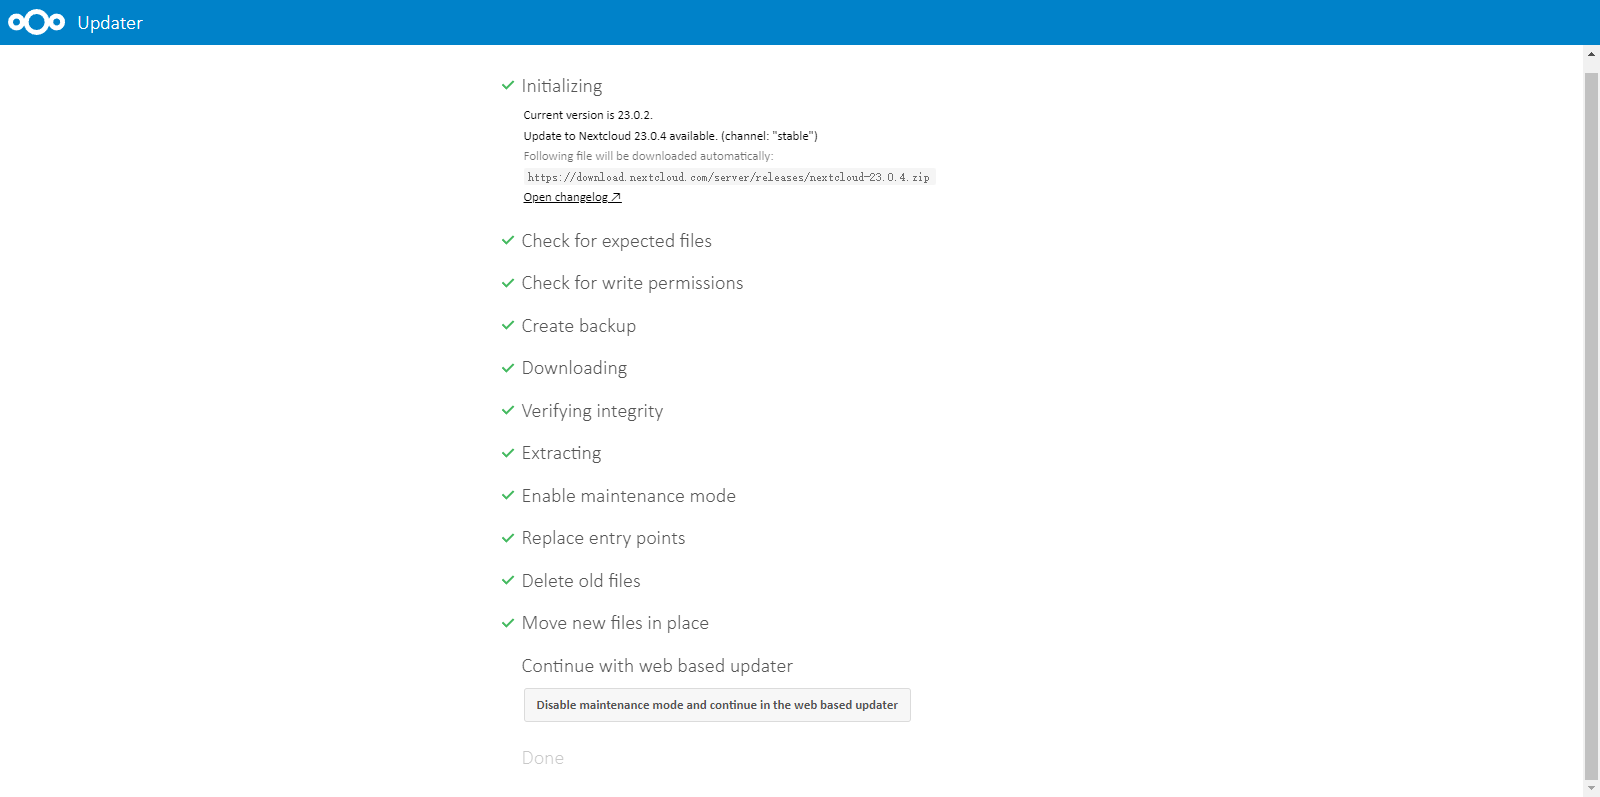 Updater
Initializing
Current version is 23.0.2.
Update to Nextcloud 23.0.4 available. (channel: "stable")
Following file will be downloaded automatically:
https://download.nextcloud.com/server/releases/nextcloud-23.0.4.zip
Open changelog ↗
Check for expected files
Check for write permissions
Create backup
Downloading
Verifying integrity
Extracting
Enable maintenance mode
Replace entry points
Delete old files
Move new files in place
Continue with web based updater
Disable maintenance mode and continue in the web based updater
Done